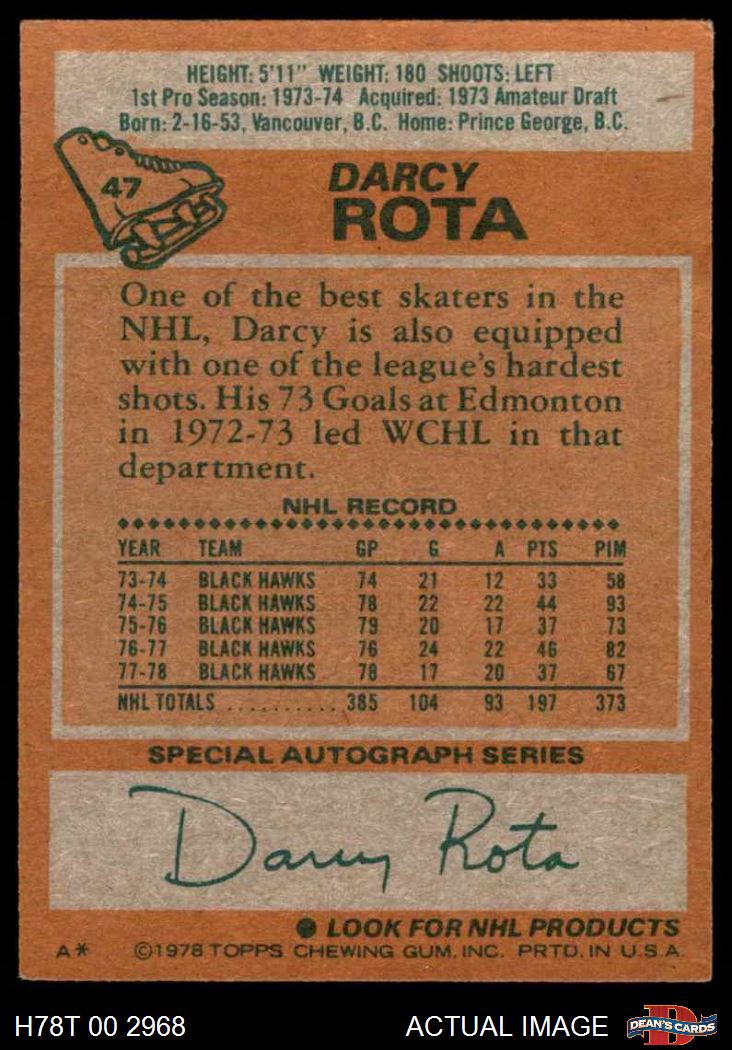 HEIGHT: 5'11" WEIGHT: 180 SHOOTS: LEFT
1st Pro Season: 1973-74 Acquired: 1973 Amateur Draft
Born: 2-16-53, Vancouver, B.C. Home: Prince George, B.C.
47
DARCY
ROTA
One of the best skaters in the
NHL, Darcy is also equipped
with one of the league's hardest
shots. His 73 Goals at Edmonton
in 1972-73 led WCHL in that
department.
NHL RECORD
YEAR TEAM GP G A PTS PIM
73-74 BLACK HAWKS 74 21 12 33 58
74-75 BLACK HAWKS 78 22 22 44 93
75-76 BLACK HAWKS 79 20 17 37 73
76-77 BLACK HAWKS 76 24 22 46 82
77-78 BLACK HAWKS 78 17 20 37 67
NHL TOTALS .......... 385 104 93 197 373
SPECIAL AUTOGRAPH SERIES
Darcy Rota
LOOK FOR NHL PRODUCTS
A* ©1978 TOPPS CHEWING GUM, INC. PRTD. IN U.S.A.
H78T 00 2968 ACTUAL IMAGE D DEAN'S CARDS